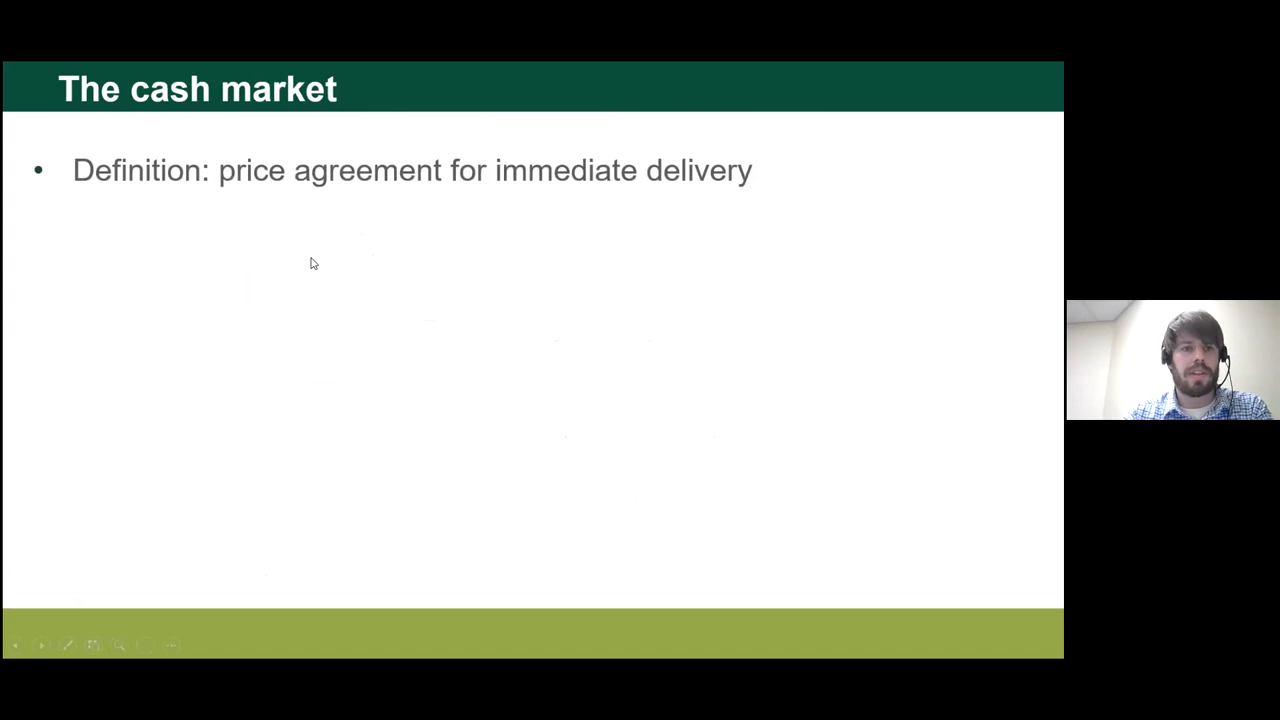 The cash market
• Definition: price agreement for immediate delivery